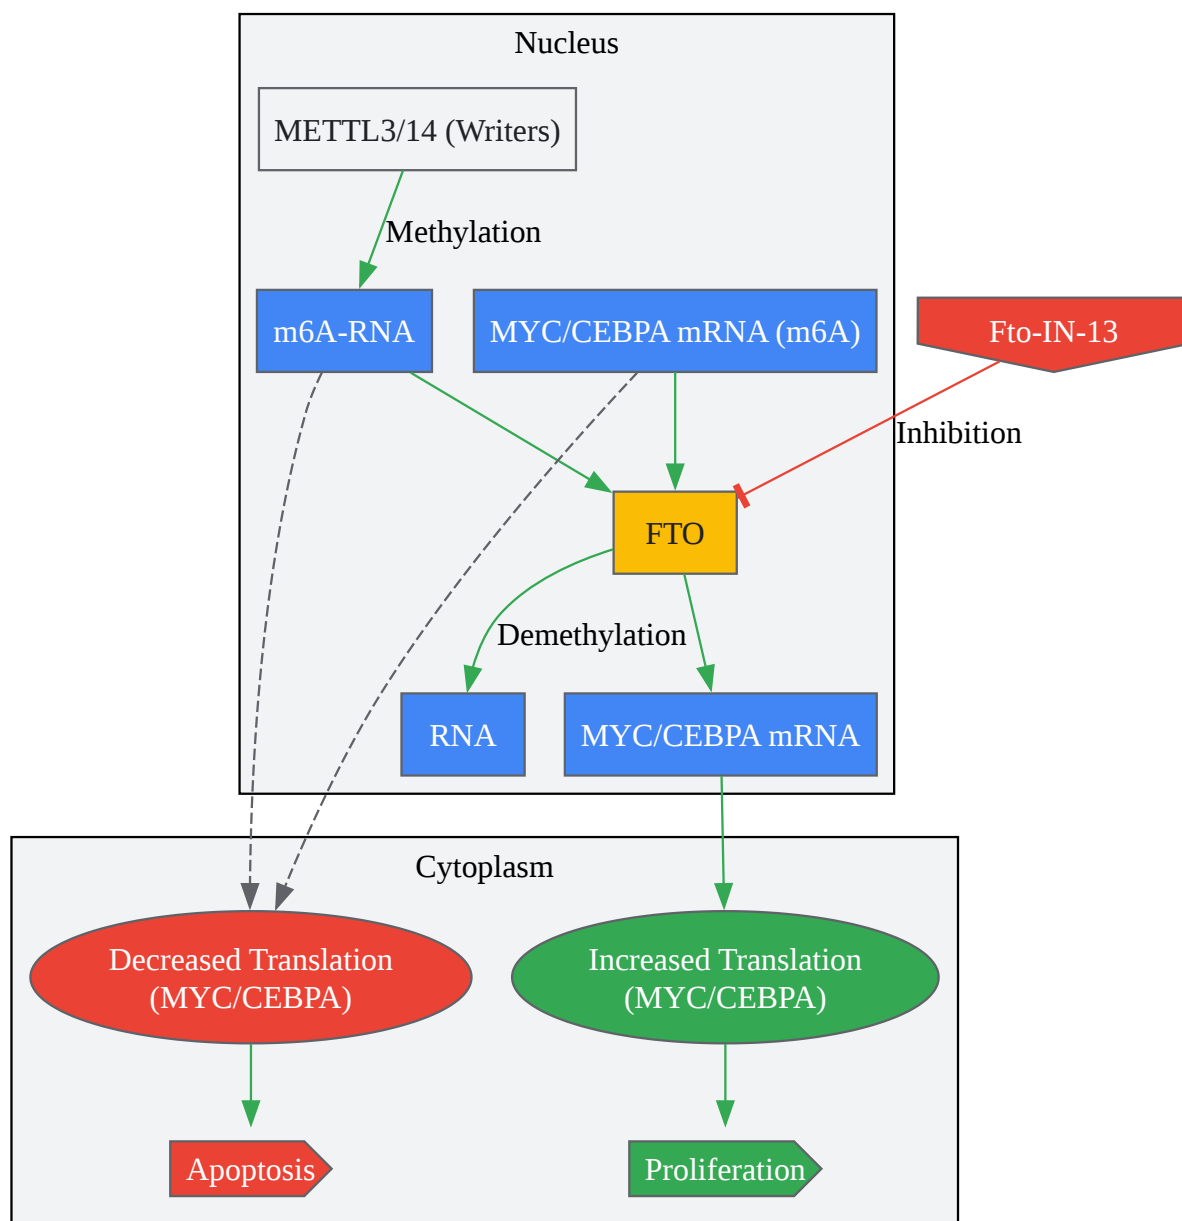 Nucleus
METTL3/14 (Writers)
Methylation
m6A-RNA
MYC/CEBPA mRNA (m6A)
Fto-IN-13
Inhibition
FTO
Demethylation
RNA
MYC/CEBPA mRNA
Cytoplasm
Decreased Translation
(MYC/CEBPA)
Increased Translation
(MYC/CEBPA)
Apoptosis
Proliferation